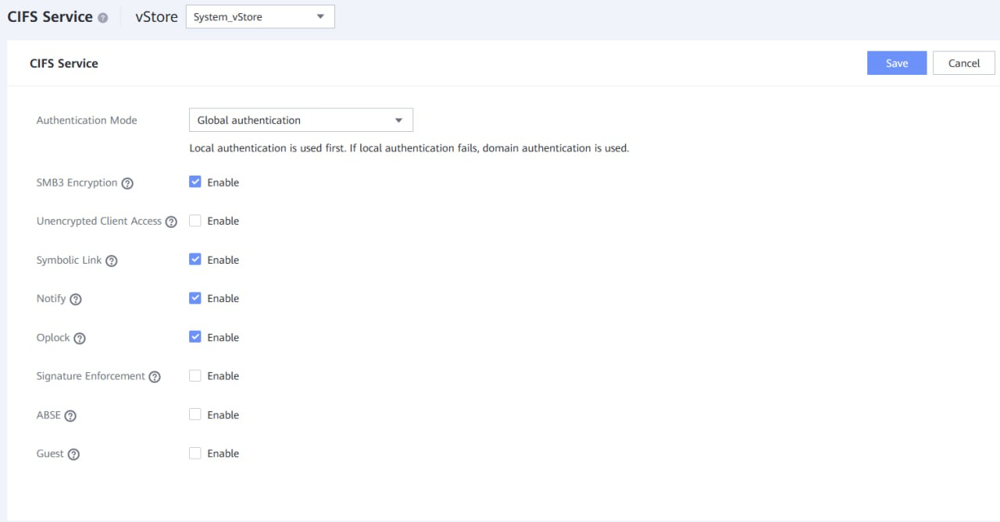 CIFS Service ? vStore System_vStore
CIFS Service Save Cancel
Authentication Mode Global authentication
Local authentication is used first. If local authentication fails, domain authentication is used.
SMB3 Encryption ? Enable
Unencrypted Client Access ? Enable
Symbolic Link ? Enable
Notify ? Enable
Oplock ? Enable
Signature Enforcement ? Enable
ABSE ? Enable
Guest ? Enable